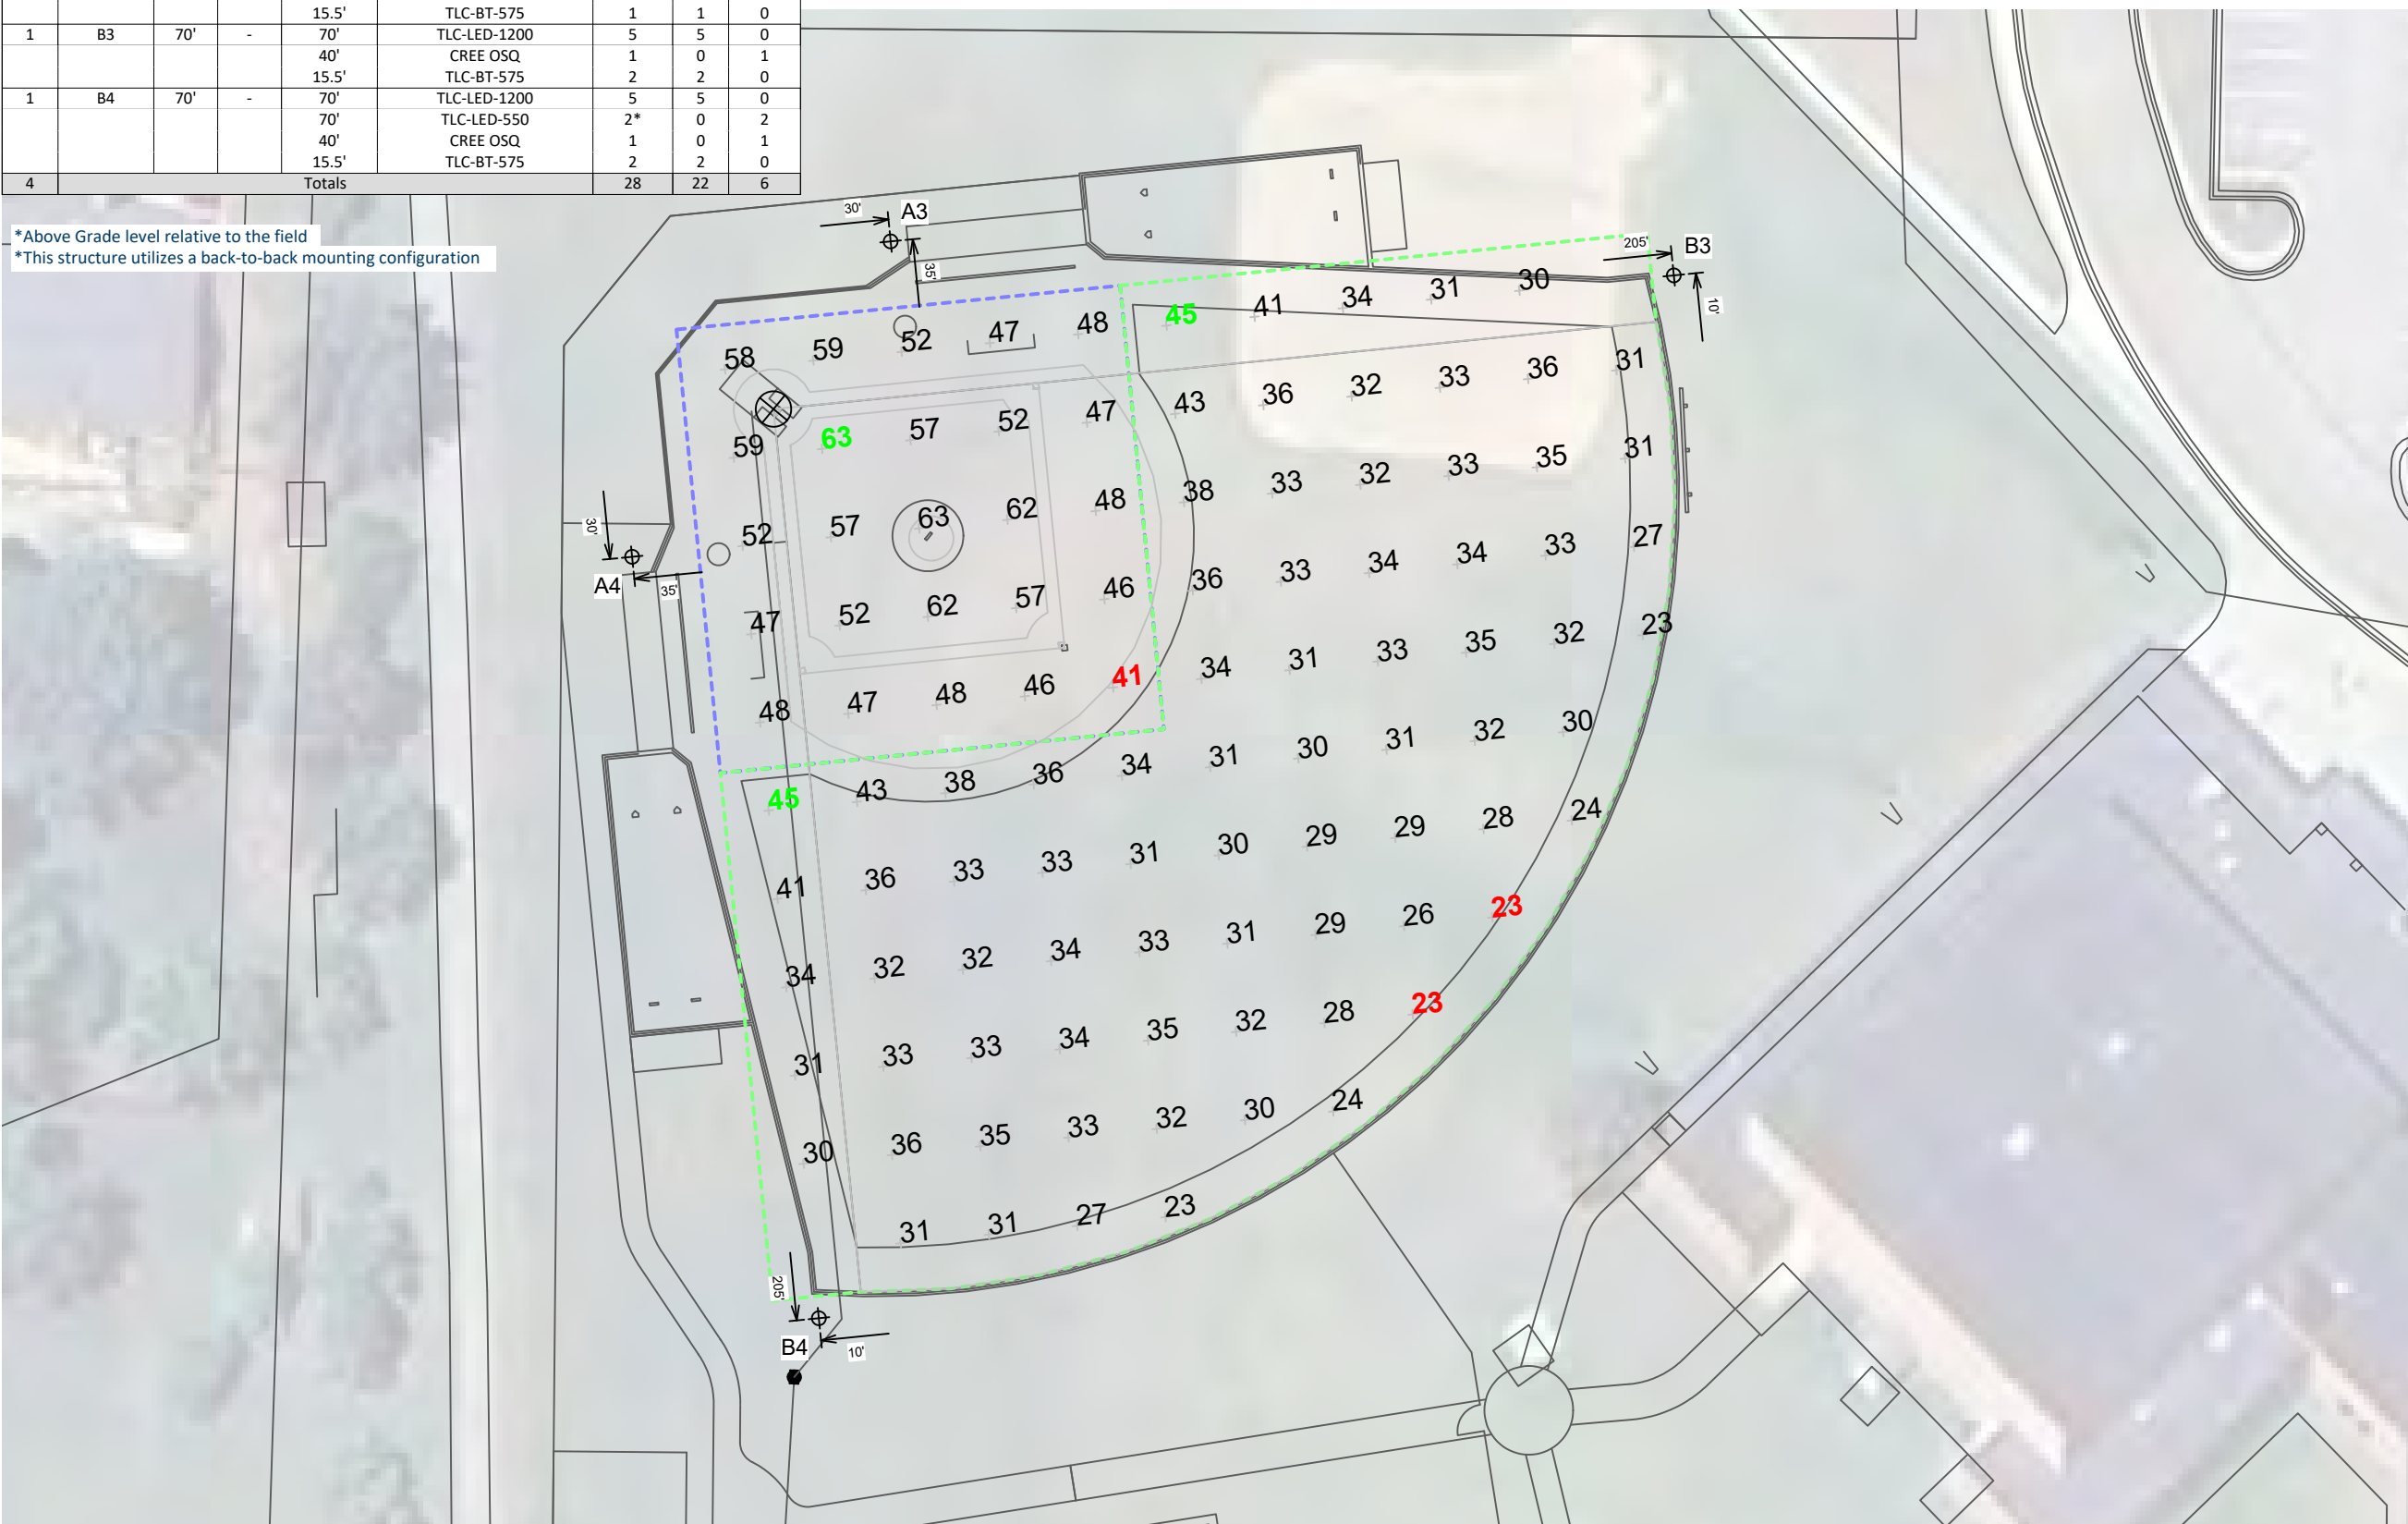 15.5' TLC-BT-575 1 1 0
1 B3 70' - 70' TLC-LED-1200 5 5 0
40' CREE OSQ 1 0 1
15.5' TLC-BT-575 2 2 0
1 B4 70' - 70' TLC-LED-1200 5 5 0
70' TLC-LED-550 2* 0 2
40' CREE OSQ 1 0 1
15.5' TLC-BT-575 2 2 0
4 Totals 28 22 6
*Above Grade level relative to the field
*This structure utilizes a back-to-back mounting configuration
30' A3
35'
205' B3
10'
58 59 52 47 48 45 41 34 31 30
59 63 57 52 47 43 36 32 33 36 31
52 57 63 62 48 38 33 32 33 35 31
30'
A4
35'
47 52 62 57 46 36 33 34 34 33 27
48 47 48 46 41 34 31 33 35 32 23
45 43 38 36 34 31 30 31 32 30
41 36 33 33 31 30 29 29 28 24
34 32 32 34 33 31 29 26 23
31 33 33 34 35 32 28 23
30 36 35 33 32 30 24
31 31 27 23
205'
B4
10'